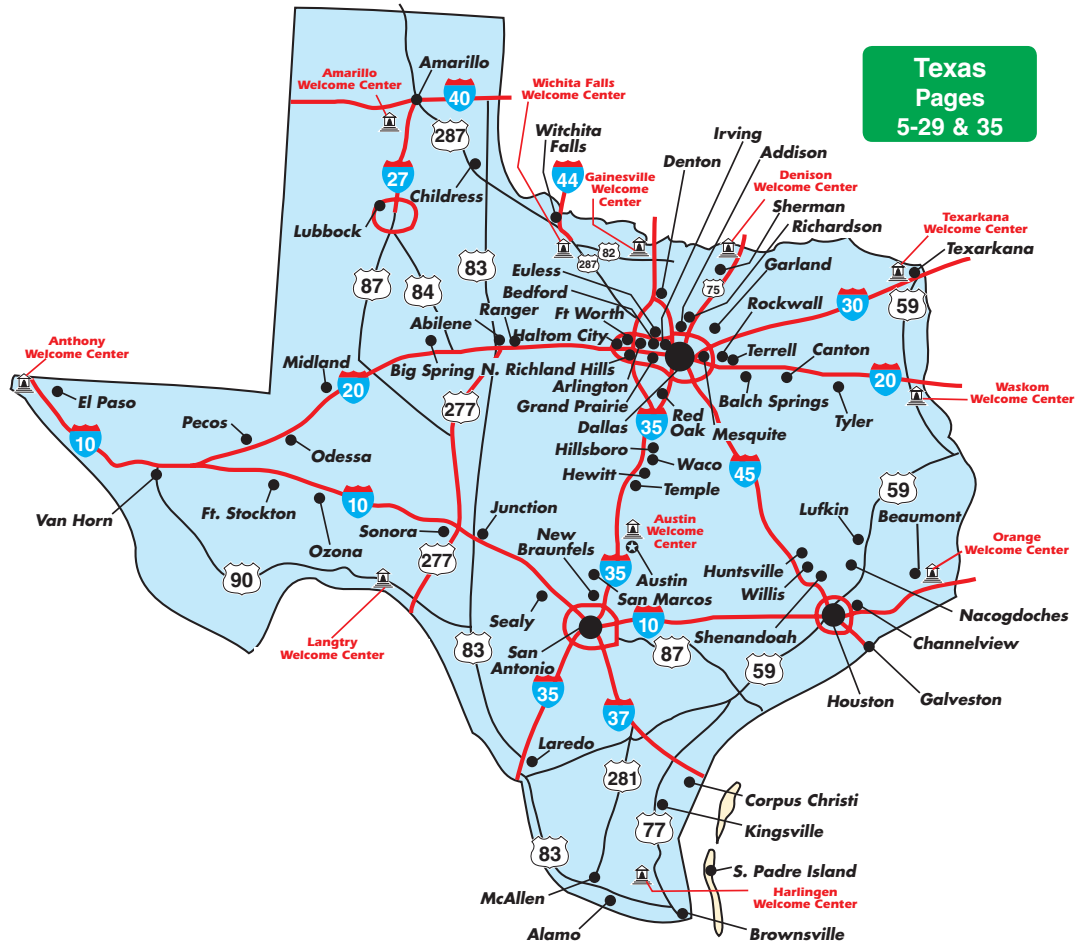 Texas
Pages
5-29 & 35
Amarillo
Amarillo
Welcome Center
40
Wichita Falls
Welcome Center
287
Witchita
Falls
Irving
Addison
Denton
27
Childress
44
Gainesville
Welcome
Center
Denison
Welcome Center
Sherman
Richardson
Texarkana
Welcome Center
Texarkana
Lubbock
82
287
83
Euless
75
Garland
59
87
84
Bedford
Rockwall
30
Ranger
Ft Worth
Abilene
Haltom City
Anthony
Welcome Center
Midland
20
Big Spring
N. Richland Hills
Terrell
Canton
20
Arlington
Balch Springs
Waskom
Welcome Center
El Paso
277
Grand Prairie
Tyler
Pecos
Dallas
35
Red
Oak
Mesquite
10
Odessa
Hillsboro
Waco
45
Hewitt
Temple
59
Van Horn
Ft. Stockton
10
Junction
Lufkin
Beaumont
Ozona
Sonora
New
Braunfels
Austin
Welcome
Center
Orange
Welcome Center
90
277
35
Austin
Huntsville
Willis
San Marcos
Sealy
10
Nacogdoches
Langtry
Welcome Center
83
San
Antonio
87
Shenandoah
Channelview
59
35
37
Houston
Galveston
Laredo
281
Corpus Christi
77
Kingsville
83
S. Padre Island
McAllen
Harlingen
Welcome Center
Alamo
Brownsville